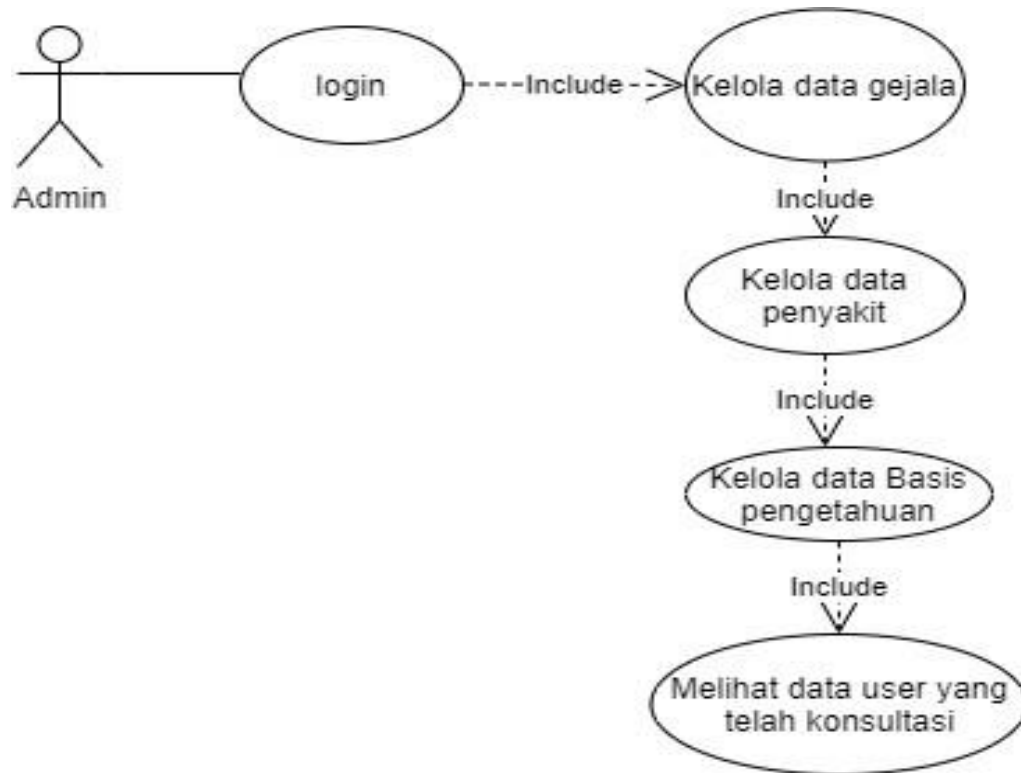 login
Include
Kelola data gejala
Admin
Include
Kelola data
penyakit
Include
Kelola data Basis
pengetahuan
Include
Melihat data user yang
telah konsultasi